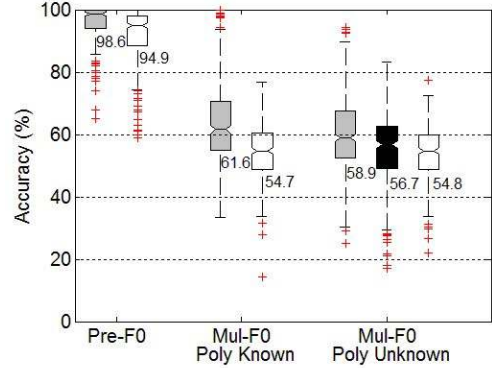 100
80
60
40
20
0
Accuracy (%)
98.6
94.9
61.6
54.7
58.9
56.7
54.8
Pre-F0
Mul-F0
Poly Known
Mul-F0
Poly Unknown